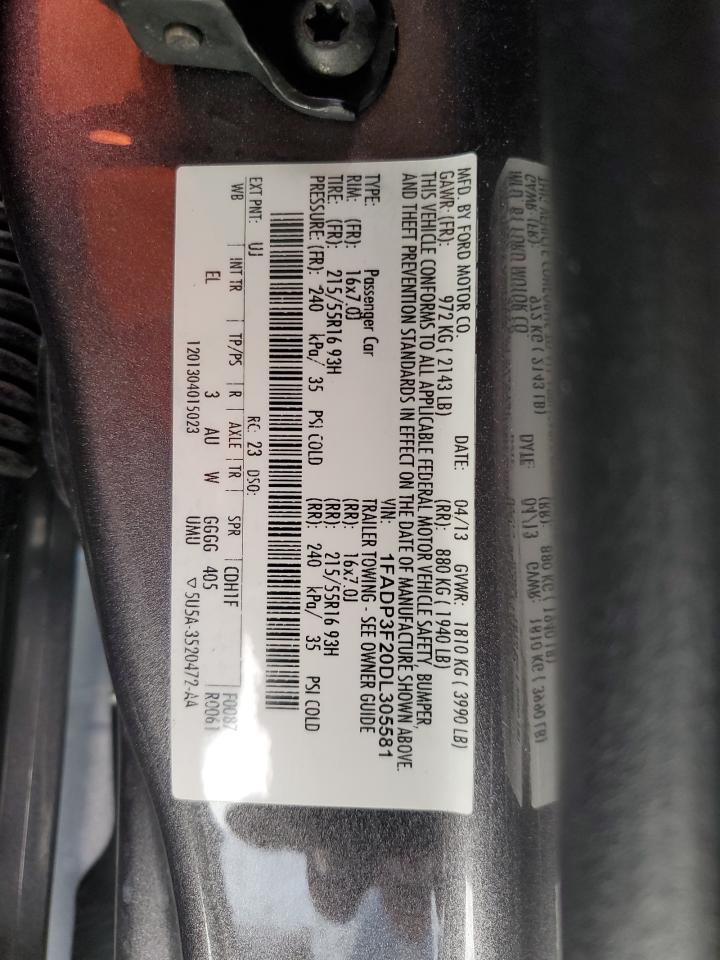 MFD. BY FORD MOTOR CO.
DATE: 04/13 GVWR: 1810 KG ( 3990 LB)
GAWR: (FR): 972 KG ( 2143 LB) (RR): 880 KG ( 1940 LB)
THIS VEHICLE CONFORMS TO ALL APPLICABLE FEDERAL MOTOR VEHICLE SAFETY, BUMPER,
AND THEFT PREVENTION STANDARDS IN EFFECT ON THE DATE OF MANUFACTURE SHOWN ABOVE.
VIN: 1FADP3F20DL305581
TYPE: Passenger Car TRAILER TOWING - SEE OWNER GUIDE
RIM: (FR): 16x7.0J (RR): 16x7.0J
TIRE: (FR): 215/55R16 93H (RR): 215/55R16 93H
PRESSURE: (FR): 240 kPa/ 35 PSI COLD (RR): 240 kPa/ 35 PSI COLD
EXT PNT: UJ RC: 23 DSO: F0087
WB INT TR TP/PS R AXLE TR SPR CDH1F R0061
EL 3 AU W GGGG 405
UMU
1201304015023 ▽ 5U5A-3520472-AA